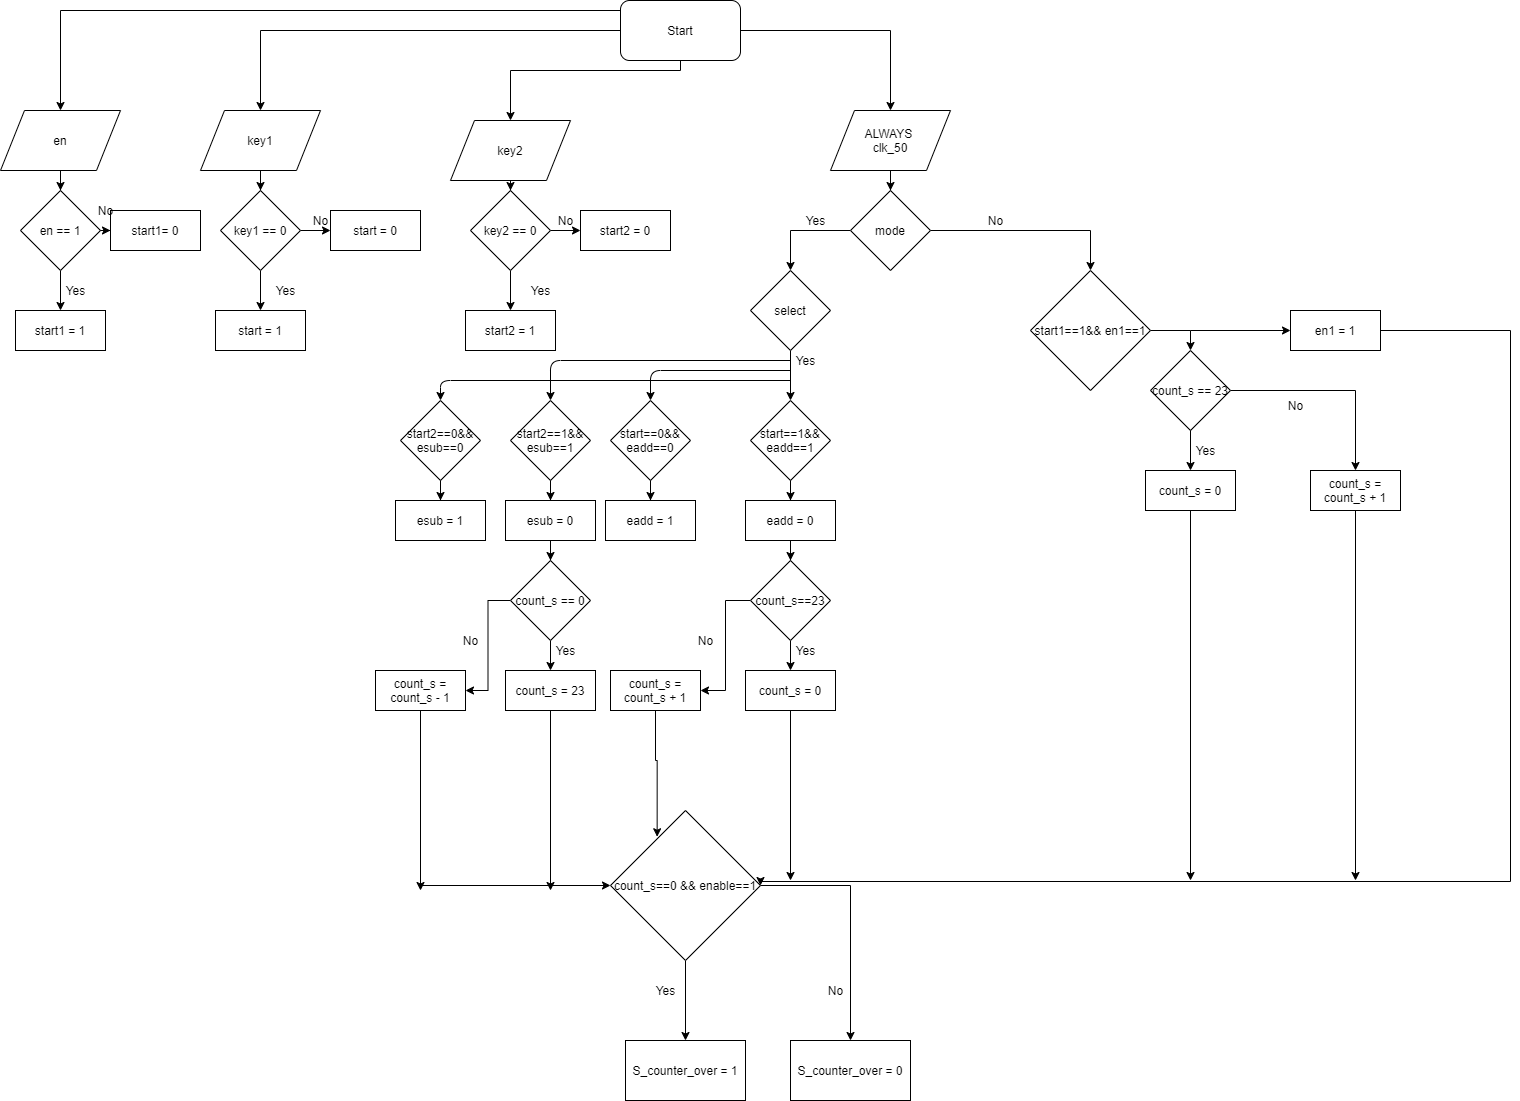 Start
en
key1
key2
ALWAYS
clk_50
en == 1
No
start1= 0
key1 == 0
No
start = 0
key2 == 0
No
start2 = 0
Yes
mode
No
Yes
start1 = 1
Yes
start = 1
Yes
start2 = 1
select
start1==1&& en1==1
en1 = 1
Yes
count_s == 23
No
start2==0&&
esub==0
start2==1&&
esub==1
start==0&&
eadd==0
start==1&&
eadd==1
Yes
count_s = 0
count_s =
count_s + 1
esub = 1
esub = 0
eadd = 1
eadd = 0
count_s == 0
count_s==23
No
Yes
No
Yes
count_s =
count_s - 1
count_s = 23
count_s =
count_s + 1
count_s = 0
count_s==0 && enable==1
Yes
No
S_counter_over = 1
S_counter_over = 0